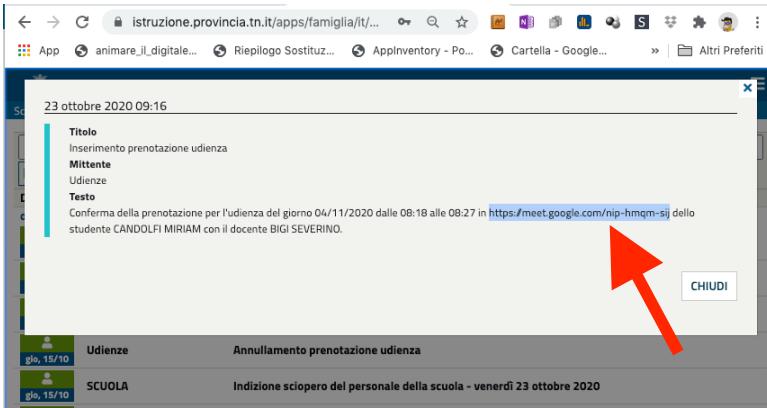 istruzione.provincia.tn.it/apps/famiglia/it/...
App animare_il_digitale... Riepilogo Sostituz... AppInventory - Po... Cartella - Google... » Altri Preferiti
23 ottobre 2020 09:16
Titolo
Inserimento prenotazione udienza
Mittente
Udienze
Testo
Conferma della prenotazione per l'udienza del giorno 04/11/2020 dalle 08:18 alle 08:27 in https://meet.google.com/nip-hmqm-sij dello
studente CANDOLFI MIRIAM con il docente BIGI SEVERINO.
CHIUDI
Udienze Annullamento prenotazione udienza
gio, 15/10
SCUOLA Indizione sciopero del personale della scuola - venerdì 23 ottobre 2020
gio, 15/10